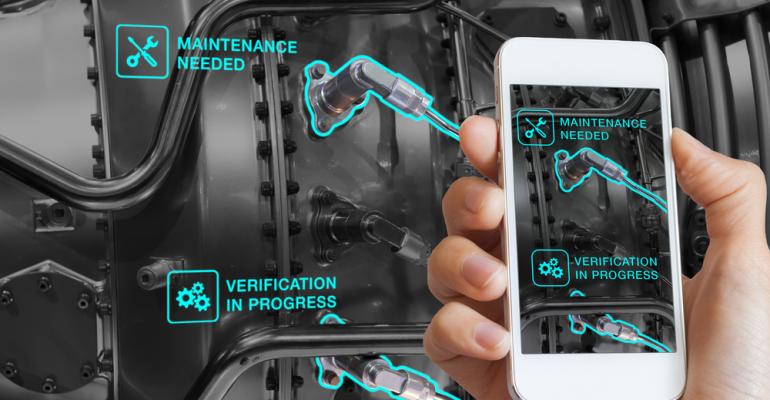 MAINTENANCE
NEEDED
MAINTENANCE
NEEDED
VERIFICATION
IN PROGRESS
VERIFICATION
IN PROGRESS